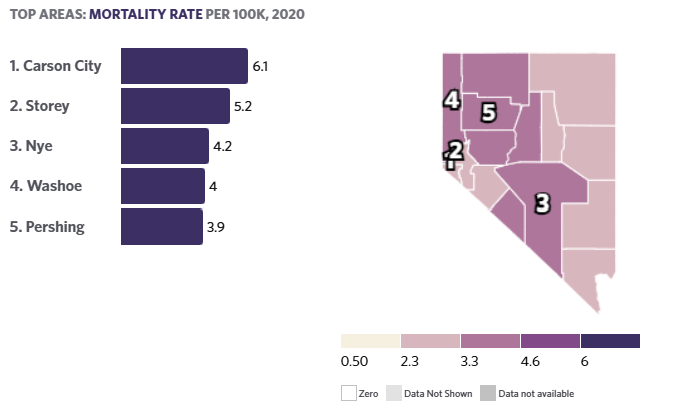 TOP AREAS: MORTALITY RATE PER 100K, 2020
1. Carson City 6.1
2. Storey 5.2
3. Nye 4.2
4. Washoe 4
5. Pershing 3.9
4
5
2
1
3
0.50 2.3 3.3 4.6 6
Zero Data Not Shown Data not available